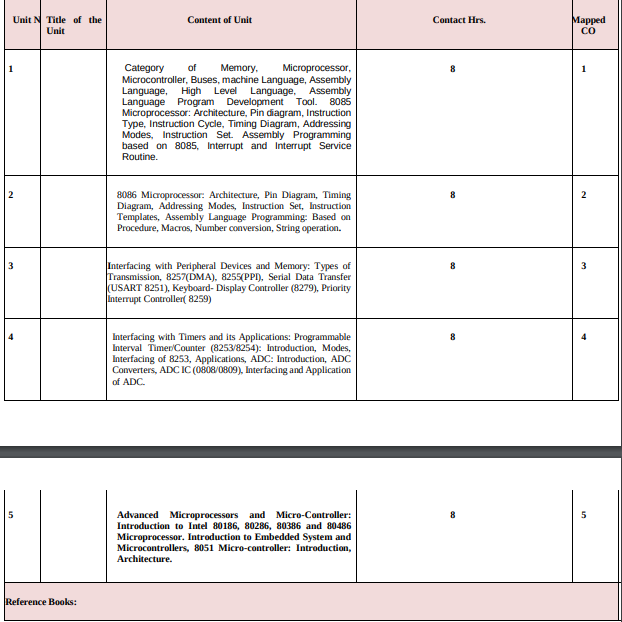 Unit N Title of the Unit Content of Unit Contact Hrs. Mapped CO
1
Category of Memory, Microprocessor,
Microcontroller, Buses, machine Language, Assembly
Language, High Level Language, Assembly
Language Program Development Tool. 8085
Microprocessor: Architecture, Pin diagram, Instruction
Type, Instruction Cycle, Timing Diagram, Addressing
Modes, Instruction Set. Assembly Programming
based on 8085, Interrupt and Interrupt Service
Routine.
8
1
2
8086 Microprocessor: Architecture, Pin Diagram, Timing
Diagram, Addressing Modes, Instruction Set, Instruction
Templates, Assembly Language Programming: Based on
Procedure, Macros, Number conversion, String operation.
8
2
3
Interfacing with Peripheral Devices and Memory: Types of
Transmission, 8257(DMA), 8255(PPI), Serial Data Transfer
(USART 8251), Keyboard- Display Controller (8279), Priority
Interrupt Controller( 8259)
8
3
4
Interfacing with Timers and its Applications: Programmable
Interval Timer/Counter (8253/8254): Introduction, Modes,
Interfacing of 8253, Applications, ADC: Introduction, ADC
Converters, ADC IC (0808/0809), Interfacing and Application
of ADC.
8
4
5
Advanced Microprocessors and Micro-Controller:
Introduction to Intel 80186, 80286, 80386 and 80486
Microprocessor. Introduction to Embedded System and
Microcontrollers, 8051 Micro-controller: Introduction,
Architecture.
8
5
Reference Books: